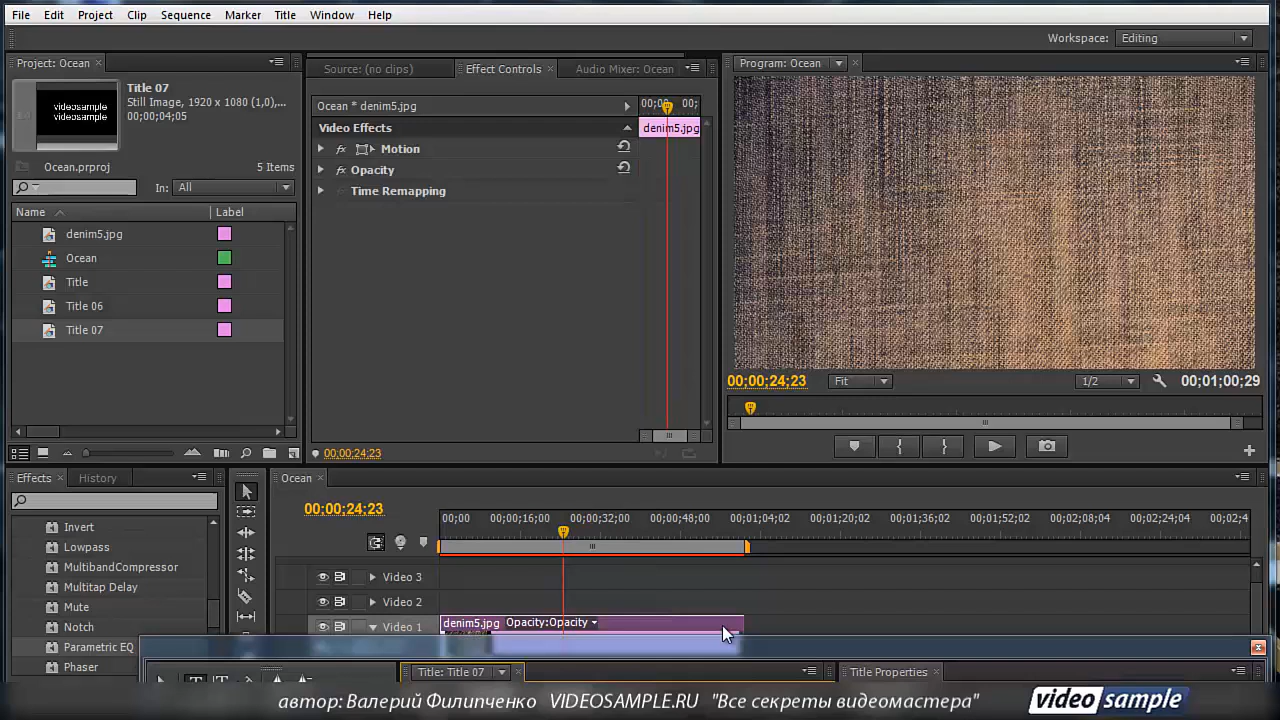 File Edit Project Clip Sequence Marker Title Window Help
Workspace: Editing
Project: Ocean
Title 07
Still Image, 1920 x 1080 (1,0),...
00;00;04;05
videosample
videosample
Ocean.prproj
5 Items
In: All
Name
Label
denim5.jpg
Ocean
Title
Title 06
Title 07
Source: (no clips)
Effect Controls
Audio Mixer: Ocean
Ocean * denim5.jpg
00;00
00;
Video Effects
denim5.jpg
fx Motion
fx Opacity
Time Remapping
00;00;24;23
Program: Ocean
00;00;24;23
Fit
1/2
00;01;00;29
Effects
History
Invert
Lowpass
MultibandCompressor
Multitap Delay
Mute
Notch
Parametric EQ
Phaser
Ocean
00;00;24;23
00;00 00;00;16;00 00;00;32;00 00;00;48;00 00;01;04;02 00;01;20;02 00;01;36;02 00;01;52;02 00;02;08;04 00;02;24;04 00;02;4
Video 3
Video 2
Video 1
denim5.jpg Opacity:Opacity
Title: Title 07
Title Properties
автор: Валерий Филипченко VIDEOSAMPLE.RU "Все секреты видеомастера"
video sample